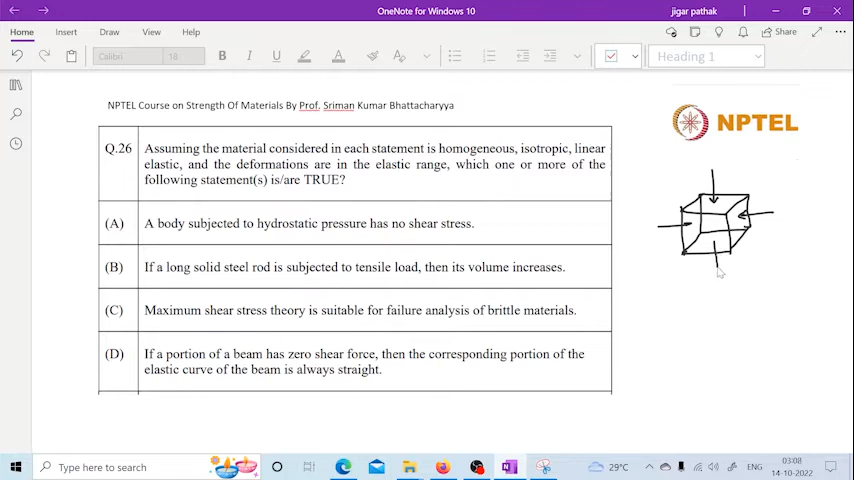 OneNote for Windows 10
jigar pathak
Home
Insert
Draw
View
Help
Share
Calibri
18
B
I
U
A
A
Heading 1
NPTEL Course on Strength Of Materials By Prof. Sriman Kumar Bhattacharyya
NPTEL
Q.26
Assuming the material considered in each statement is homogeneous, isotropic, linear
elastic, and the deformations are in the elastic range, which one or more of the
following statement(s) is/are TRUE?
(A) A body subjected to hydrostatic pressure has no shear stress.
(B) If a long solid steel rod is subjected to tensile load, then its volume increases.
(C) Maximum shear stress theory is suitable for failure analysis of brittle materials.
(D) If a portion of a beam has zero shear force, then the corresponding portion of the
elastic curve of the beam is always straight.
Type here to search
29°C
ENG
03:08
14-10-2022